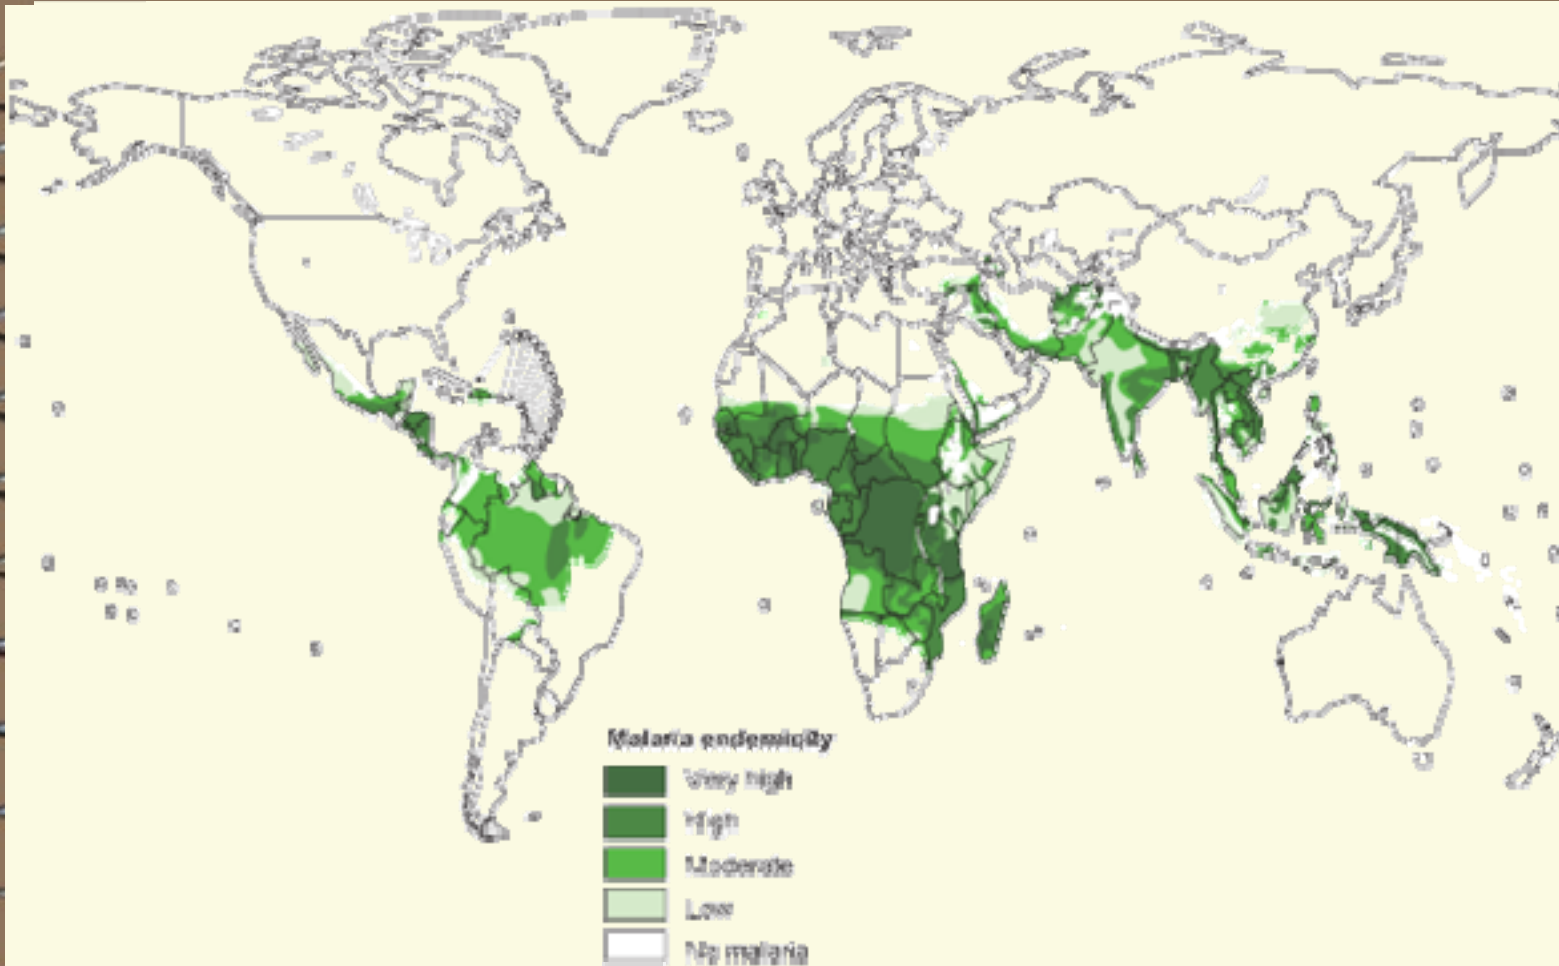 Malaria endemicity
Very high
High
Moderate
Low
No malaria